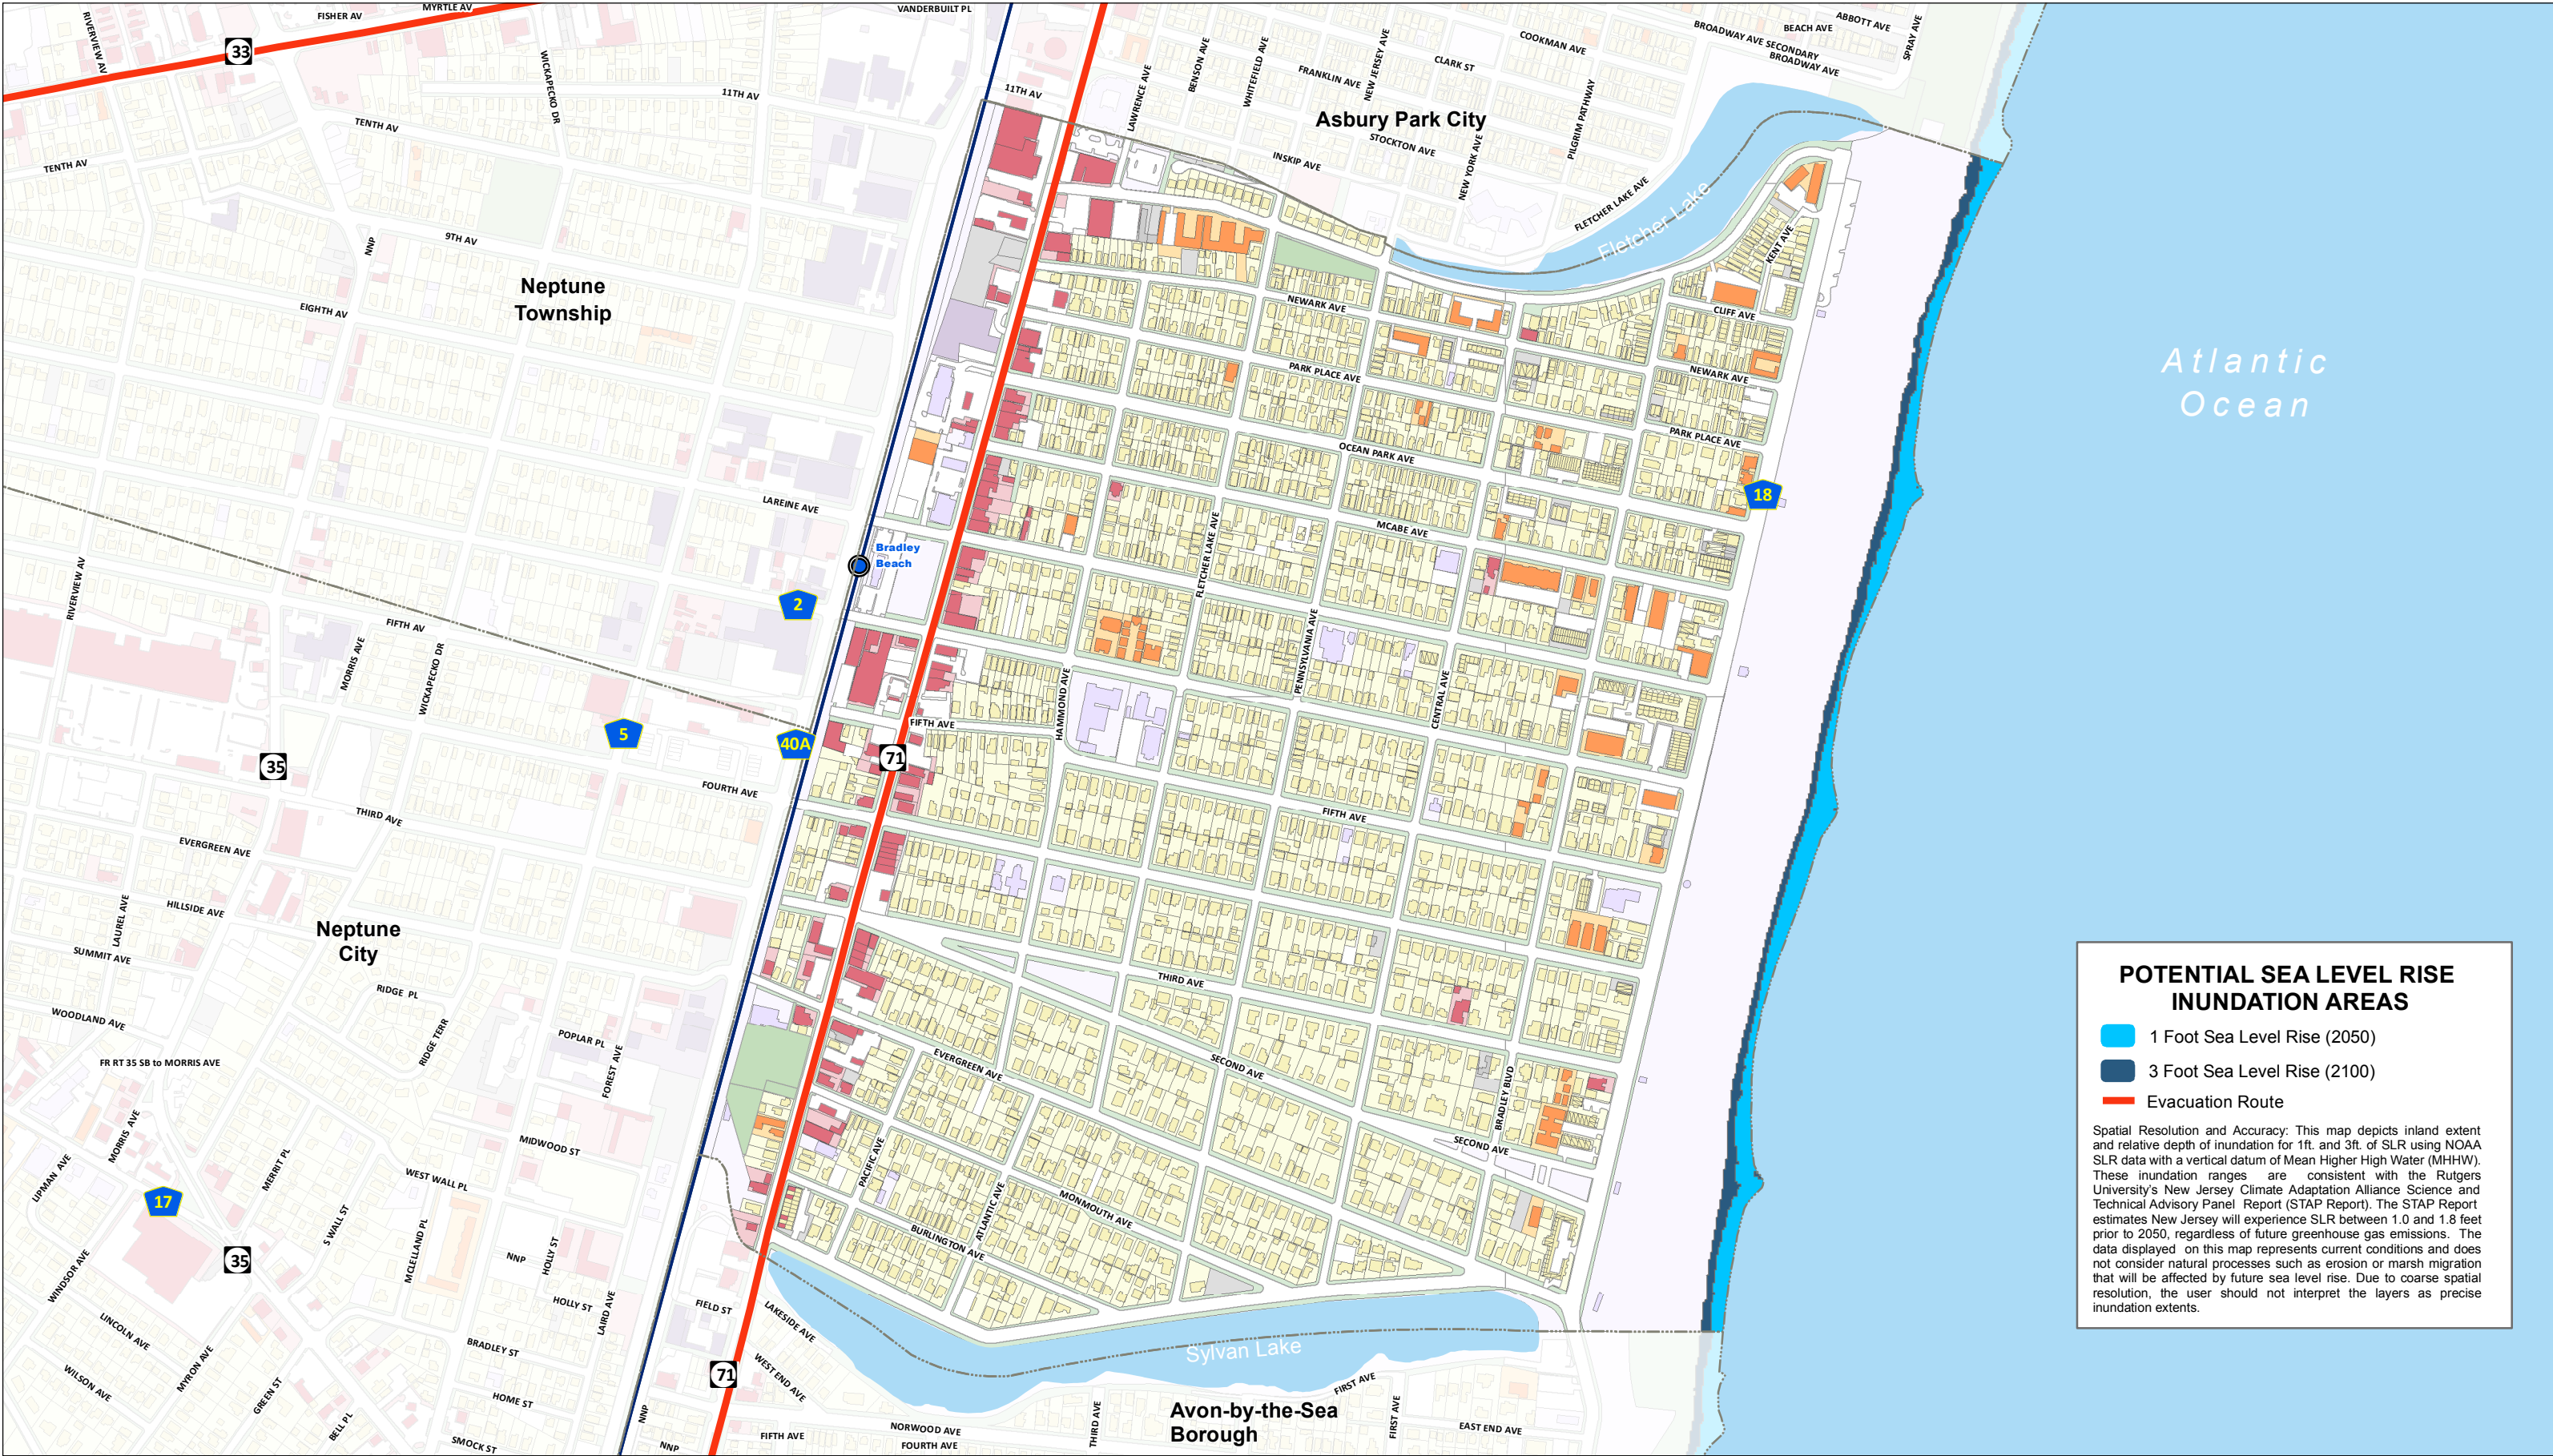 MYRTLE AV
FISHER AV
VANDERBUILT PL
ABBOTT AVE
BEACH AVE
SPRAY AVE
BROADWAY AVE SECONDARY
BROADWAY AVE
COOKMAN AVE
CLARK ST
FRANKLIN AVE
NEW JERSEY AVE
WHITEFIELD AVE
BENSON AVE
LAWRENCE AVE
RIVERVIEW AV
33
WICKAPECKO DR
11TH AV
11TH AV
TENTH AV
TENTH AV
Asbury Park City
STOCKTON AVE
PILGRIM PATHWAY
INSKIP AVE
NEW YORK AVE
FLETCHER LAKE AVE
Fletcher Lake
KENT AVE
9TH AV
NNP
Neptune
Township
EIGHTH AV
NEWARK AVE
CLIFF AVE
PARK PLACE AVE
NEWARK AVE
Atlantic
Ocean
PARK PLACE AVE
OCEAN PARK AVE
18
LAREINE AVE
MCABE AVE
FLETCHER LAKE AVE
Bradley
Beach
2
RIVERVIEW AV
FIFTH AV
MORRIS AVE
WICKAPECKO DR
HAMMOND AVE
PENNSYLVANIA AVE
CENTRAL AVE
FIFTH AVE
5
40A
71
35
FOURTH AVE
THIRD AVE
FIFTH AVE
EVERGREEN AVE
HILLSIDE AVE
LAUREL AVE
Neptune
City
SUMMIT AVE
RIDGE PL
THIRD AVE
WOODLAND AVE
RIDGE TERR
POPLAR PL
FOREST AVE
FR RT 35 SB to MORRIS AVE
EVERGREEN AVE
SECOND AVE
BRADLEY BLVD
SECOND AVE
MORRIS AVE
MIDWOOD ST
MERRIT PL
WEST WALL PL
LIPMAN AVE
17
PACIFIC AVE
ATLANTIC AVE
MONMOUTH AVE
BURLINGTON AVE
S WALL ST
MCLELLAND PL
HOLLY ST
NNP
35
WINDSOR AVE
HOLLY ST
LAIRD AVE
FIELD ST
LAKESIDE AVE
LINCOLN AVE
BRADLEY ST
Sylvan Lake
WILSON AVE
MYRON AVE
GREEN ST
HOME ST
71
WEST END AVE
FIRST AVE
FIRST AVE
THIRD AVE
Avon-by-the-Sea
Borough
BELL PL
SMOCK ST
NNP
NNP
FIFTH AVE
NORWOOD AVE
FOURTH AVE
EAST END AVE
POTENTIAL SEA LEVEL RISE
INUNDATION AREAS
1 Foot Sea Level Rise (2050)
3 Foot Sea Level Rise (2100)
Evacuation Route
Spatial Resolution and Accuracy: This map depicts inland extent
and relative depth of inundation for 1ft. and 3ft. of SLR using NOAA
SLR data with a vertical datum of Mean Higher High Water (MHHW).
These inundation ranges are consistent with the Rutgers
University's New Jersey Climate Adaptation Alliance Science and
Technical Advisory Panel Report (STAP Report). The STAP Report
estimates New Jersey will experience SLR between 1.0 and 1.8 feet
prior to 2050, regardless of future greenhouse gas emissions. The
data displayed on this map represents current conditions and does
not consider natural processes such as erosion or marsh migration
that will be affected by future sea level rise. Due to coarse spatial
resolution, the user should not interpret the layers as precise
inundation extents.